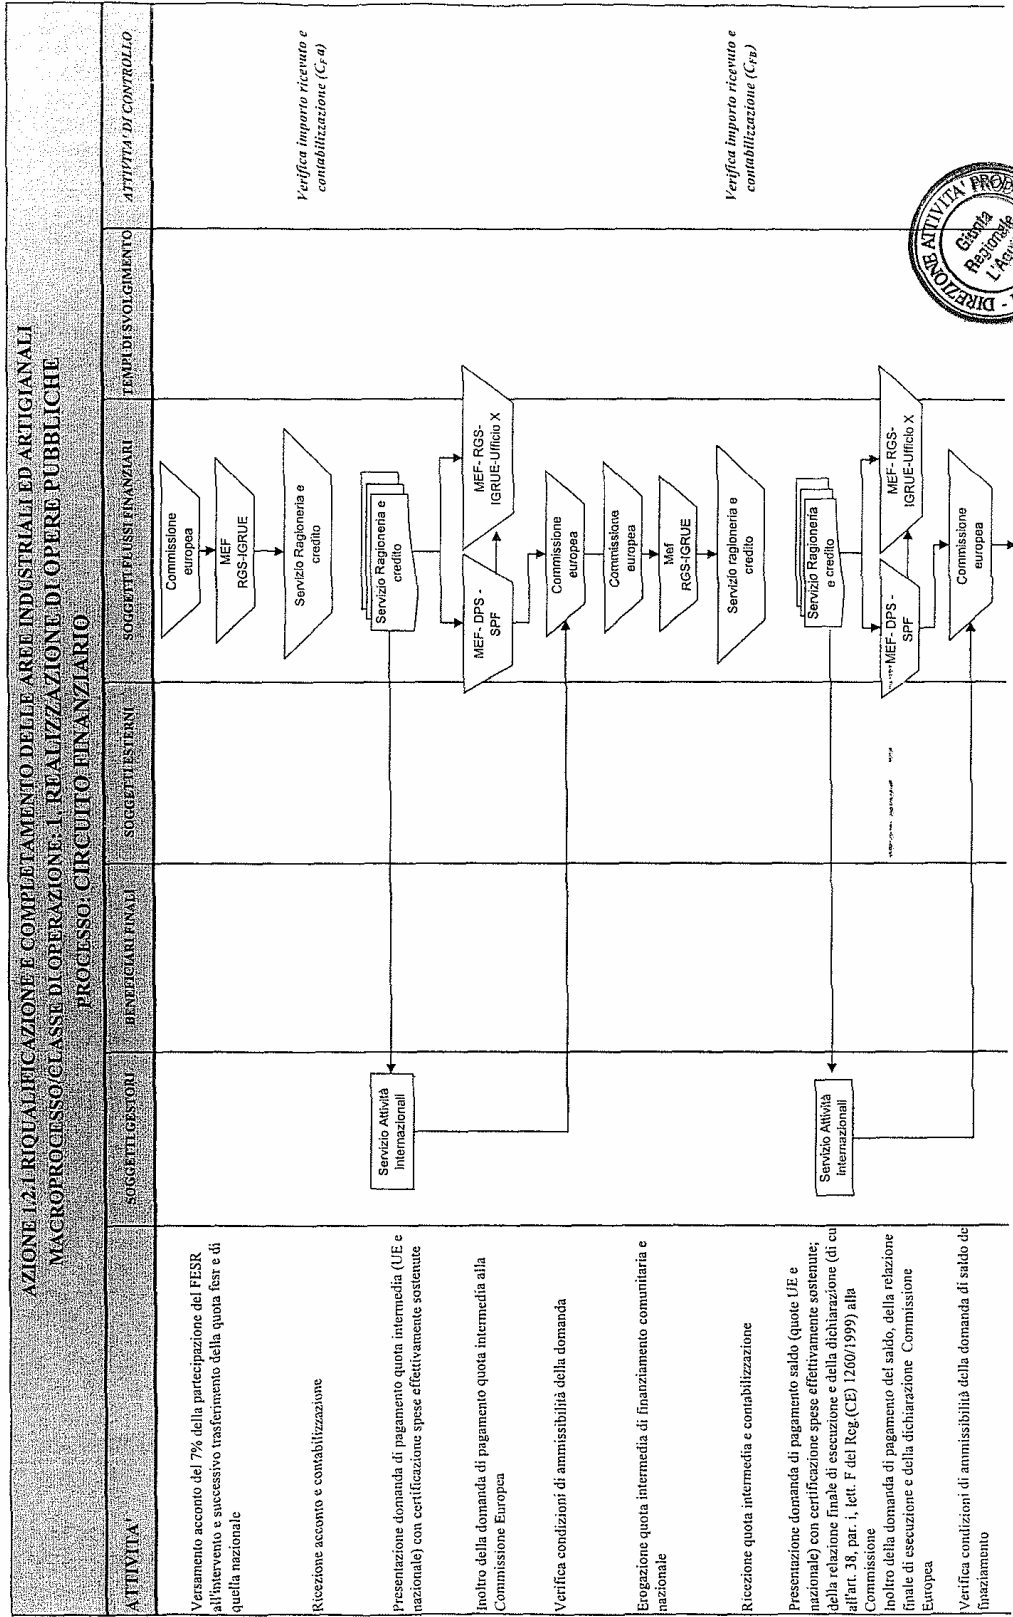 AZIONE 1.2.1 RIQUALIFICAZIONE E COMPLETAMENTO DELLE AREE INDUSTRIALI ED ARTIGIANALI
MACROPROCESSO/CLASSE DI OPERAZIONE: 1. REALIZZAZIONE DI OPERE PUBBLICHE
PROCESSO: CIRCUITO FINANZIARIO
ATTIVITA'
SOGGETTI GESTORI
BENEFICIARI FINALI
SOGGETTI ESTERNI
SOGGETTI FLUSSI FINANZIARI
TEMPI DI SVOLGIMENTO
ATTIVITA' DI CONTROLLO
Versamento acconto del 7% della partecipazione del FESR
all'intervento e successivo trasferimento della quota fesr e di
quella nazionale
Commissione
europea
MEF
RGS-IGRUE
Ricezione acconto e contabilizzazione
Servizio Ragioneria e
credito
Verifica importo ricevuto e
contabilizzazione (CF a)
Presentazione domanda di pagamento quota intermedia (UE e
nazionale) con certificazione spese effettivamente sostenute
Servizio Attività
Internazionali
Servizio Ragioneria e
credito
Inoltro della domanda di pagamento quota intermedia alla
Commissione Europea
MEF- DPS -
SPF
MEF- RGS-
IGRUE-Ufficio X
Verifica condizioni di ammissibilità della domanda
Commissione
europea
Erogazione quota intermedia di finanziamento comunitaria e
nazionale
Commissione
europea
Mef
RGS-IGRUE
Ricezione quota intermedia e contabilizzazione
Servizio ragioneria e
credito
Verifica importo ricevuto e
contabilizzazione (CFB)
Presentazione domanda di pagamento saldo (quote UE e
nazionale) con certificazione spese effettivamente sostenute;
della relazione finale di esecuzione e della dichiarazione (di cu
all'art. 38, par. i, lett. F del Reg.(CE) 1260/1999) alla
Commissione
Servizio Attività
Internazionali
Servizio Ragioneria
e credito
Inoltro della domanda di pagamento del saldo, della relazione
finale di esecuzione e della dichiarazione Commissione
Europea
MEF- DPS -
SPF
MEF- RGS-
IGRUE-Ufficio X
Verifica condizioni di ammissibilità della domanda di saldo de
finaziamento
Commissione
europea
DIREZIONE ATTIVITA' PROD
Giunta
Regionale
L'Aqu